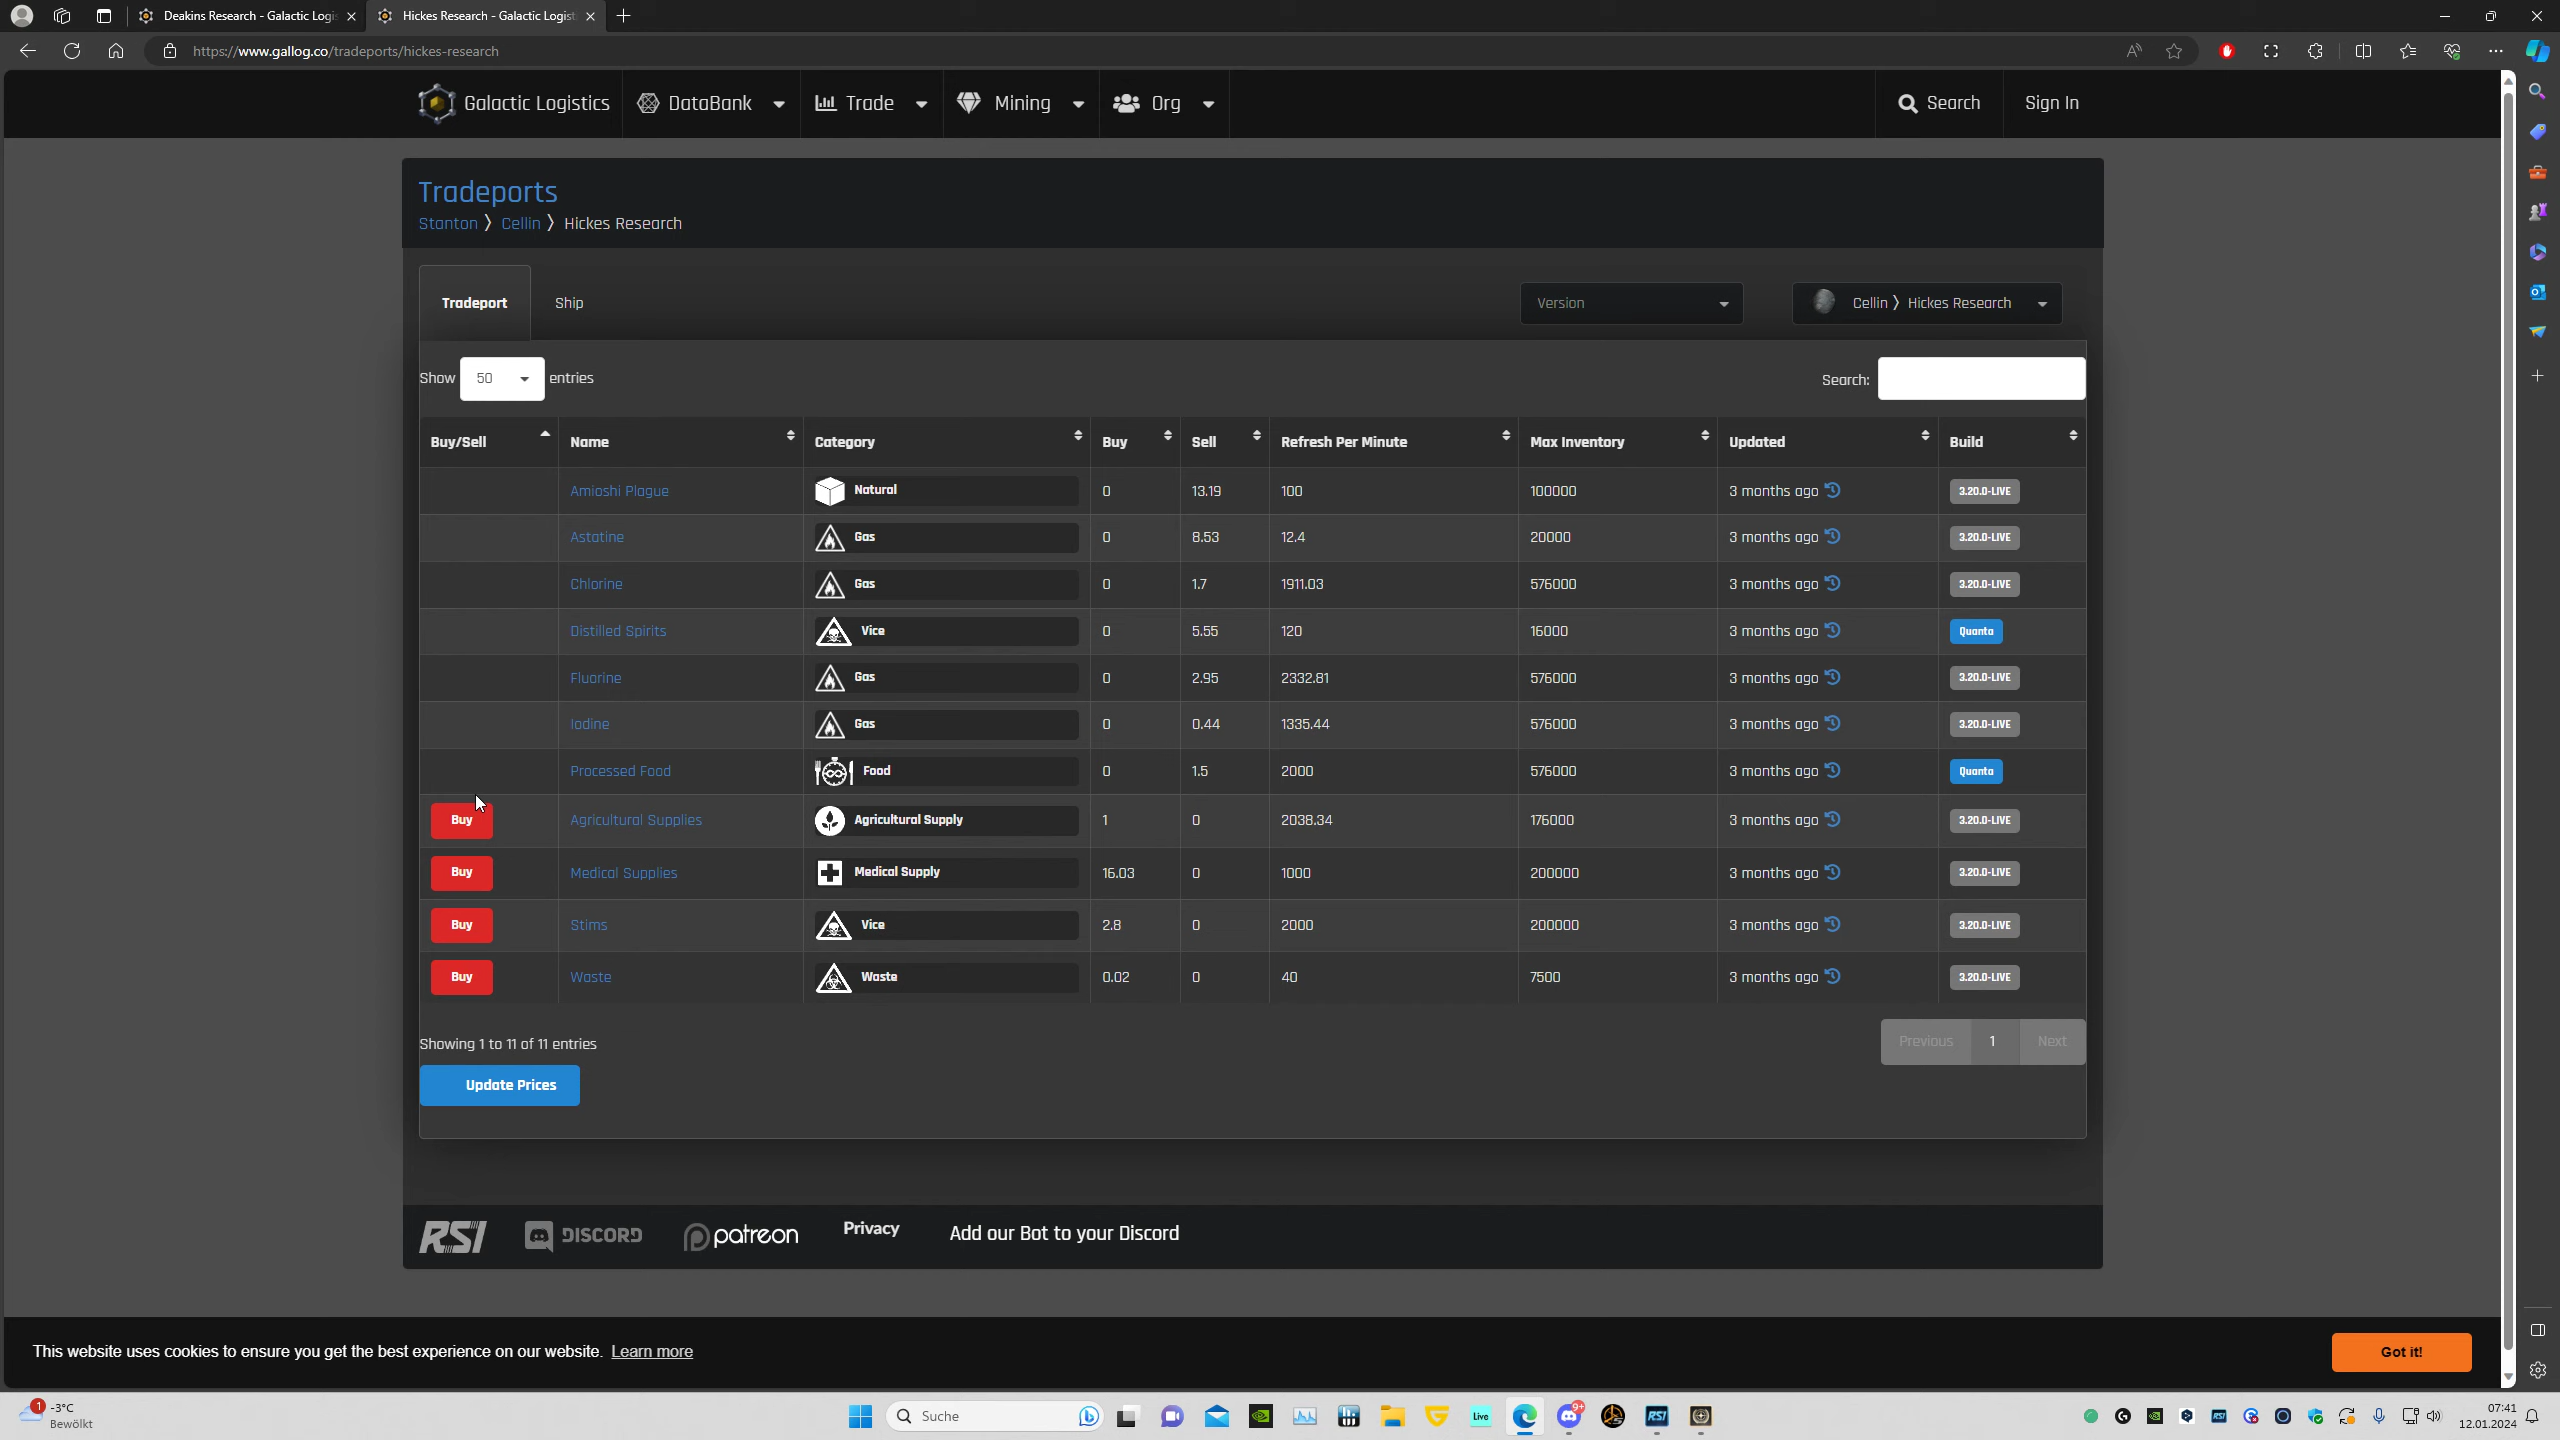 Deakins Research - Galactic Logis
Hickes Research - Galactic Logist
https://www.gallog.co/tradeports/hickes-research
Galactic Logistics
DataBank
Trade
Mining
Org
Search
Sign In
Tradeports
Stanton 〉 Cellin 〉 Hickes Research
Tradeport
Ship
Version
Cellin 〉 Hickes Research
Show 50 entries
Search:
Buy/Sell Name Category Buy Sell Refresh Per Minute Max Inventory Updated Build
Amioshi Plague Natural 0 13.19 100 100000 3 months ago 3.20.0-LIVE
Astatine Gas 0 8.53 12.4 20000 3 months ago 3.20.0-LIVE
Chlorine Gas 0 1.7 1911.03 576000 3 months ago 3.20.0-LIVE
Distilled Spirits Vice 0 5.55 120 16000 3 months ago Quanta
Fluorine Gas 0 2.95 2332.81 576000 3 months ago 3.20.0-LIVE
Iodine Gas 0 0.44 1335.44 576000 3 months ago 3.20.0-LIVE
Processed Food Food 0 1.5 2000 576000 3 months ago Quanta
Buy Agricultural Supplies Agricultural Supply 1 0 2038.34 176000 3 months ago 3.20.0-LIVE
Buy Medical Supplies Medical Supply 16.03 0 1000 200000 3 months ago 3.20.0-LIVE
Buy Stims Vice 2.8 0 2000 200000 3 months ago 3.20.0-LIVE
Buy Waste Waste 0.02 0 40 7500 3 months ago 3.20.0-LIVE
Showing 1 to 11 of 11 entries
Previous 1 Next
Update Prices
RSI
DISCORD
patreon
Privacy
Add our Bot to your Discord
This website uses cookies to ensure you get the best experience on our website. Learn more
Got it!
1
-3°C
Bewölkt
Suche
Live
9+
RSI
RSI
07:41
12.01.2024